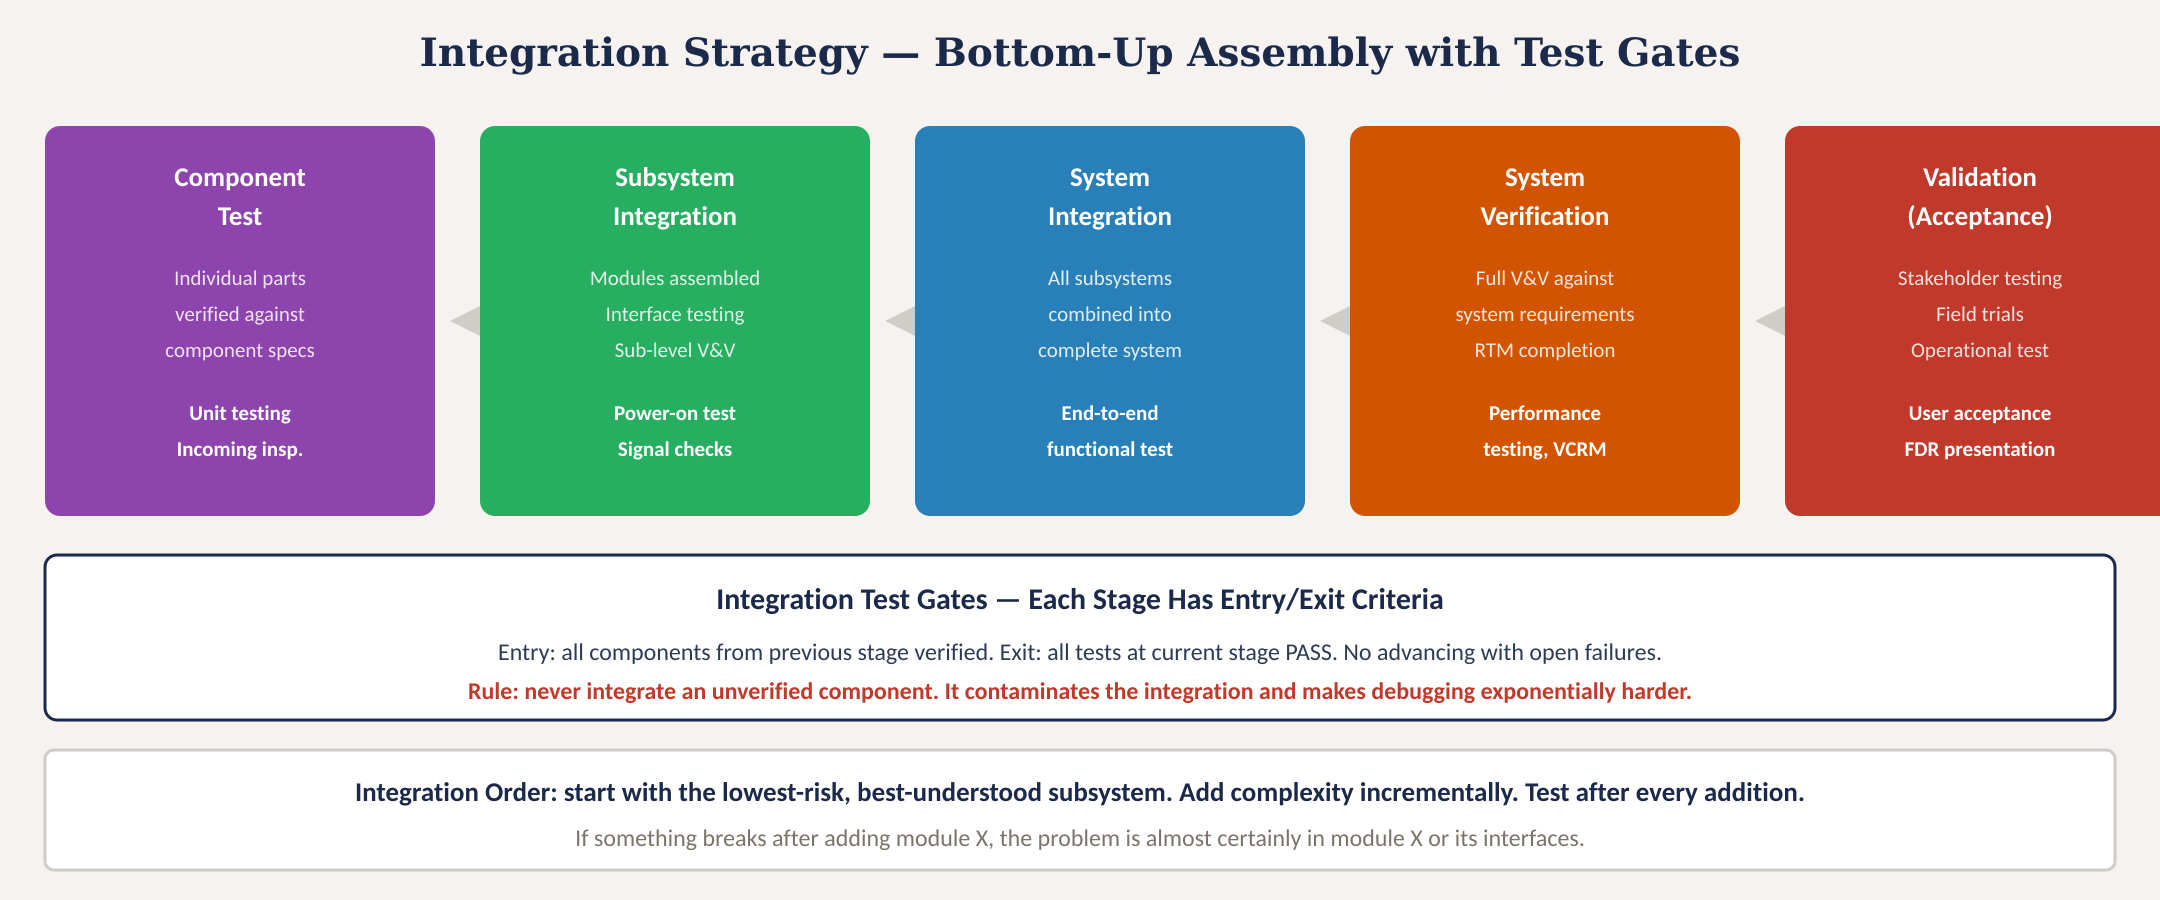 Integration Strategy — Bottom-Up Assembly with Test Gates
Component
Test
Individual parts
verified against
component specs
Unit testing
Incoming insp.
Subsystem
Integration
Modules assembled
Interface testing
Sub-level V&V
Power-on test
Signal checks
System
Integration
All subsystems
combined into
complete system
End-to-end
functional test
System
Verification
Full V&V against
system requirements
RTM completion
Performance
testing, VCRM
Validation
(Acceptance)
Stakeholder testing
Field trials
Operational test
User acceptance
FDR presentation
Integration Test Gates — Each Stage Has Entry/Exit Criteria
Entry: all components from previous stage verified. Exit: all tests at current stage PASS. No advancing with open failures.
Rule: never integrate an unverified component. It contaminates the integration and makes debugging exponentially harder.
Integration Order: start with the lowest-risk, best-understood subsystem. Add complexity incrementally. Test after every addition.
If something breaks after adding module X, the problem is almost certainly in module X or its interfaces.